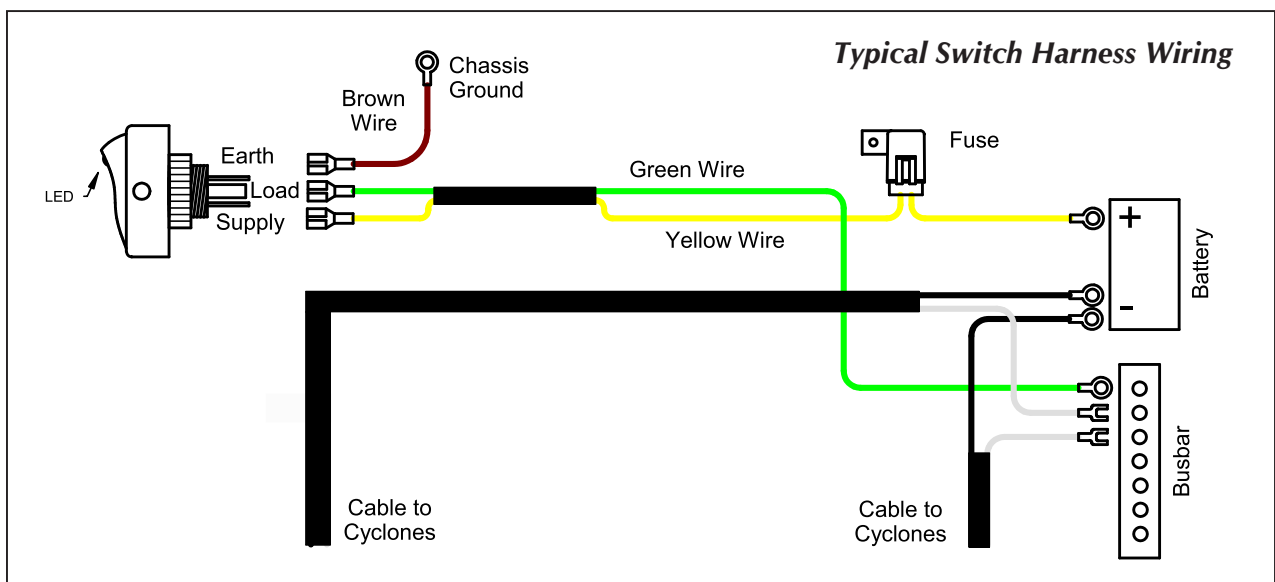 Typical Switch Harness Wiring
Chassis
Ground
Brown
Wire
Earth
Load
Supply
LED
Green Wire
Yellow Wire
Fuse
+
-
Battery
Busbar
Cable to
Cyclones
Cable to
Cyclones